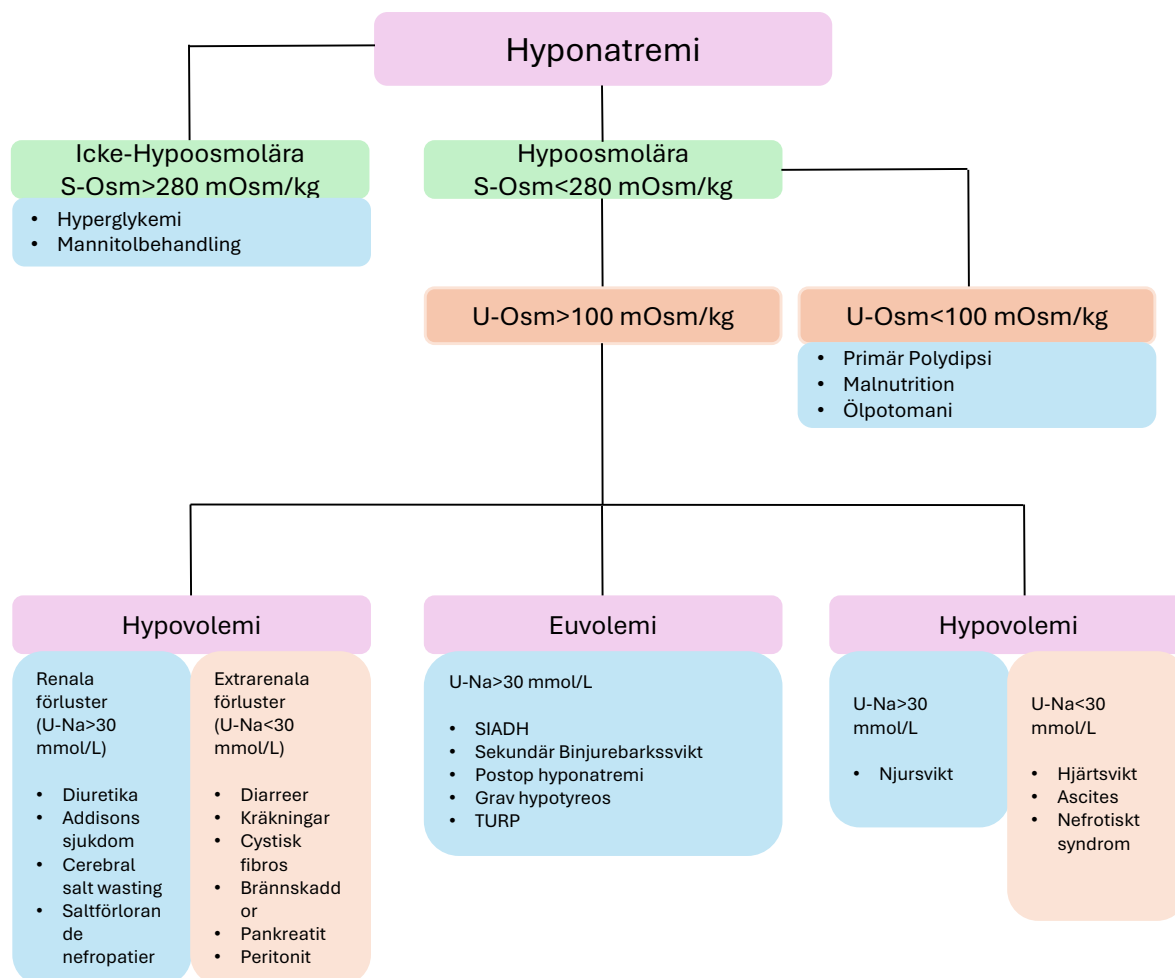 Hyponatremi
Icke-Hypoosmolära
S-Osm>280 mOsm/kg
• Hyperglykemi
• Mannitolbehandling
Hypoosmolära
S-Osm<280 mOsm/kg
U-Osm>100 mOsm/kg
U-Osm<100 mOsm/kg
• Primär Polydipsi
• Malnutrition
• Ölpotomani
Hypovolemi
Renala
förluster
(U-Na>30
mmol/L)
• Diuretika
• Addisons
sjukdom
• Cerebral
salt wasting
• Saltförloran
de
nefropatier
Extrarenala
förluster
(U-Na<30
mmol/L)
• Diarreer
• Kräkningar
• Cystisk
fibros
• Brännskadd
or
• Pankreatit
• Peritonit
Euvolemi
U-Na>30 mmol/L
• SIADH
• Sekundär Binjurebarkssvikt
• Postop hyponatremi
• Grav hypotyreos
• TURP
Hypovolemi
U-Na>30
mmol/L
• Njursvikt
U-Na<30
mmol/L
• Hjärtsvikt
• Ascites
• Nefrotiskt
syndrom